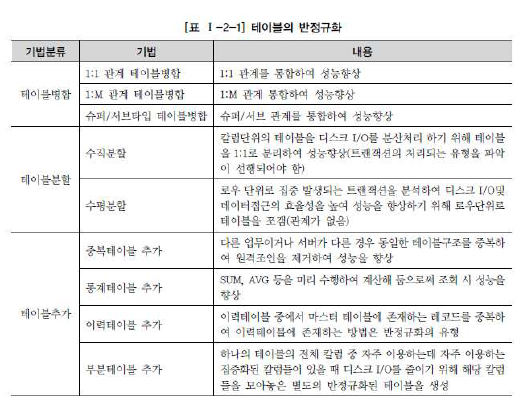 [표 Ⅰ-2-1] 테이블의 반정규화
기법분류 기법 내용
테이블병합
1:1 관계 테이블병합 1:1 관계를 통합하여 성능향상
1:M 관계 테이블병합 1:M 관계 통합하여 성능향상
슈퍼/서브타입 테이블병합 슈퍼/서브 관계를 통합하여 성능향상
테이블분할
수직분할
칼럼단위의 테이블을 디스크 I/O를 분산처리 하기 위해 테이블
을 1:1로 분리하여 성능향상(트랜잭션의 처리되는 유형을 파악
이 선행되어야 함)
수평분할
로우 단위로 집중 발생되는 트랜잭션을 분석하여 디스크 I/O및
데이터접근의 효율성을 높여 성능을 향상하기 위해 로우단위로
테이블을 쪼갬(관계가 없음)
테이블추가
중복테이블 추가
다른 업무이거나 서버가 다른 경우 동일한 테이블구조를 중복하
여 원격조인을 제거하여 성능을 향상
통계테이블 추가
SUM, AVG 등을 미리 수행하여 계산해 둠으로써 조회 시 성능을
향상
이력테이블 추가
이력테이블 중에서 마스터 테이블에 존재하는 레코드를 중복하
여 이력테이블에 존재하는 방법은 반정규화의 유형
부분테이블 추가
하나의 테이블의 전체 칼럼 중 자주 이용하는데 자주 이용하는
집중화된 칼럼들이 있을 때 디스크 I/O를 줄이기 위해 해당 칼럼
들을 모아놓은 별도의 반정규화된 테이블을 생성